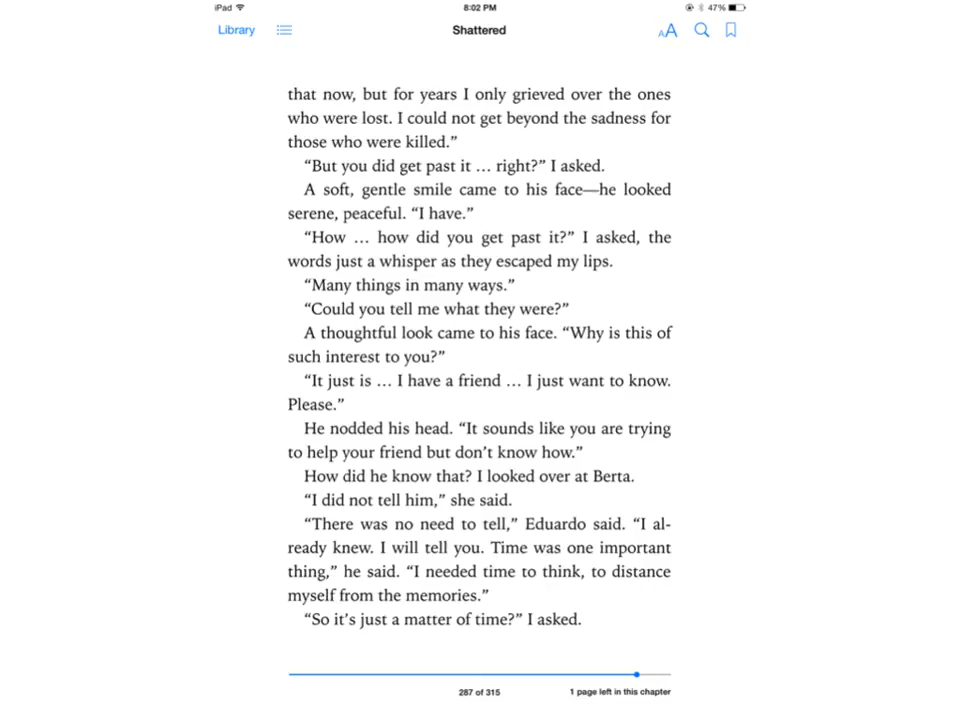 iPad
8:02 PM
47%
Library
Shattered
AA
that now, but for years I only grieved over the ones
who were lost. I could not get beyond the sadness for
those who were killed.”
“But you did get past it … right?” I asked.
A soft, gentle smile came to his face—he looked
serene, peaceful. “I have.”
“How … how did you get past it?” I asked, the
words just a whisper as they escaped my lips.
“Many things in many ways.”
“Could you tell me what they were?”
A thoughtful look came to his face. “Why is this of
such interest to you?”
“It just is … I have a friend … I just want to know.
Please.”
He nodded his head. “It sounds like you are trying
to help your friend but don’t know how.”
How did he know that? I looked over at Berta.
“I did not tell him,” she said.
“There was no need to tell,” Eduardo said. “I al-
ready knew. I will tell you. Time was one important
thing,” he said. “I needed time to think, to distance
myself from the memories.”
“So it’s just a matter of time?” I asked.
287 of 315
1 page left in this chapter